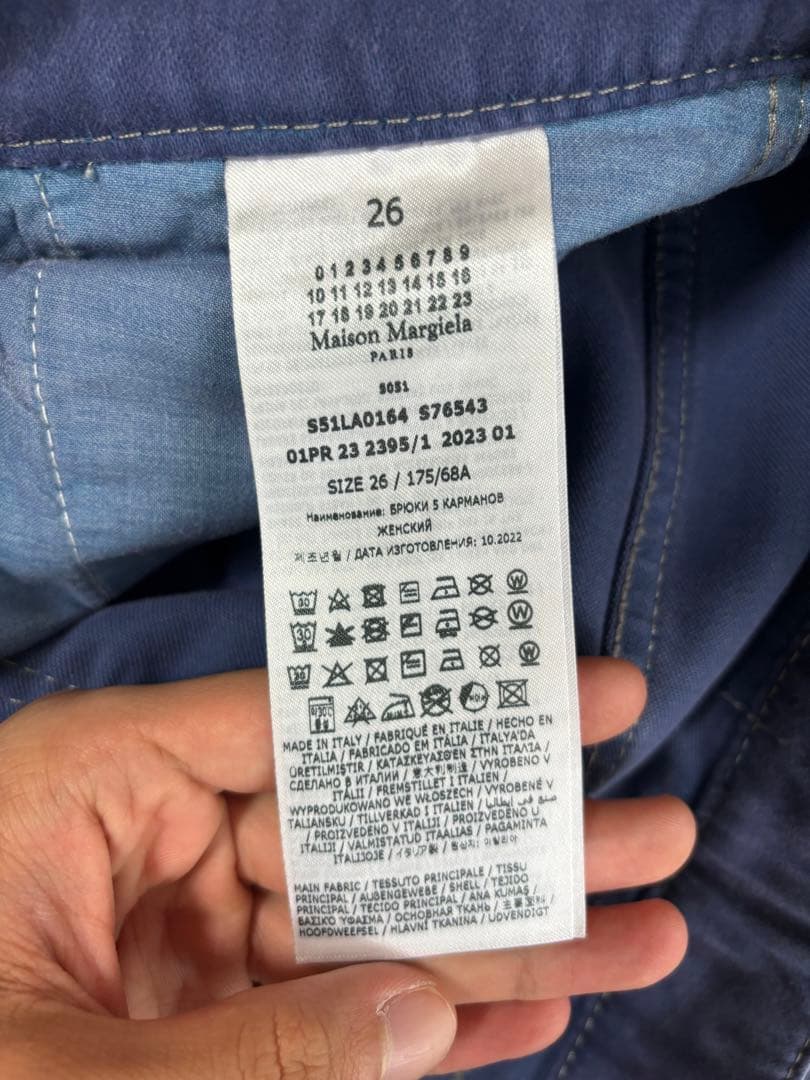 26
0 1 2 3 4 5 6 7 8 9
10 11 12 13 14 15 16
17 18 19 20 21 22 23
Maison Margiela
PARIS
5051
S51LA0164 S76543
01PR 23 2395/1 2023 01
SIZE 26 / 175/68A
Наименование: БРЮКИ 5 КАРМАНОВ
ЖЕНСКИЙ
제조년월 / ДАТА ИЗГОТОВЛЕНИЯ: 10.2022
30
W
30
W
30
W
MADE IN ITALY / FABRIQUÉ EN ITALIE / HECHO EN
ITALIA / FABRICADO EM ITÁLIA / ITALYA'DA
ÜRETILMIŞTIR / ΚΑΤΑΣΚΕΥΑΣΘΕΝ ΣΤΗΝ ΙΤΑΛΙΑ /
СДЕЛАНО В ИТАЛИИ / 意大利制造 / VYROBENO V
ITÁLII / FREMSTILLET I ITALIEN /
WYPRODUKOWANO WE WŁOSZECH / VYROBENÉ V
TALIANSKU / TILLVERKAD I ITALIEN / صنع في إيطاليا
/ PROIZVEDENO V ITALIJI / PROIZVEDENO U
ITALIJI / VALMISTATUD ITAALIAS / PAGAMINTA
ITALIJOJE / イタリア製 / 원산지: 이탈리아
MAIN FABRIC / TESSUTO PRINCIPALE / TISSU
PRINCIPAL / AUßENGEWEBE / SHELL / TEJIDO
PRINCIPAL / TECIDO PRINCIPAL / ANA KUMAŞ /
ΒΑΣΙΚΟ ΥΦΑΣΜΑ / ОСНОВНАЯ ТКАНЬ / 主要面料 /
HOOFDWEEFSEL / HLAVNÍ TKANINA / UDVENDIGT